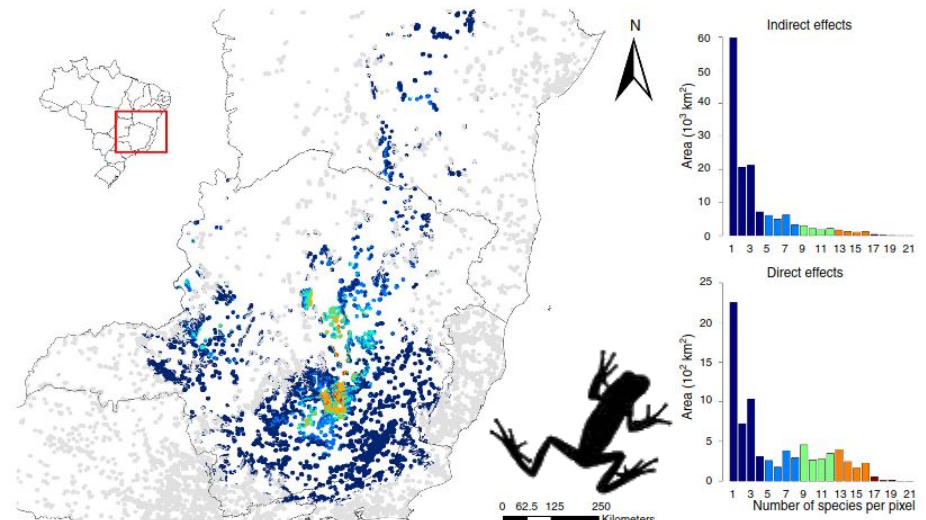 N
Indirect effects
Area (10³ km²)
60
50
40
30
20
10
0
1 3 5 7 9 11 13 15 17 19 21
Direct effects
Area (10² km²)
25
20
15
10
5
0
1 3 5 7 9 11 13 15 17 19 21
Number of species per pixel
0 62.5 125 250
Kilometers